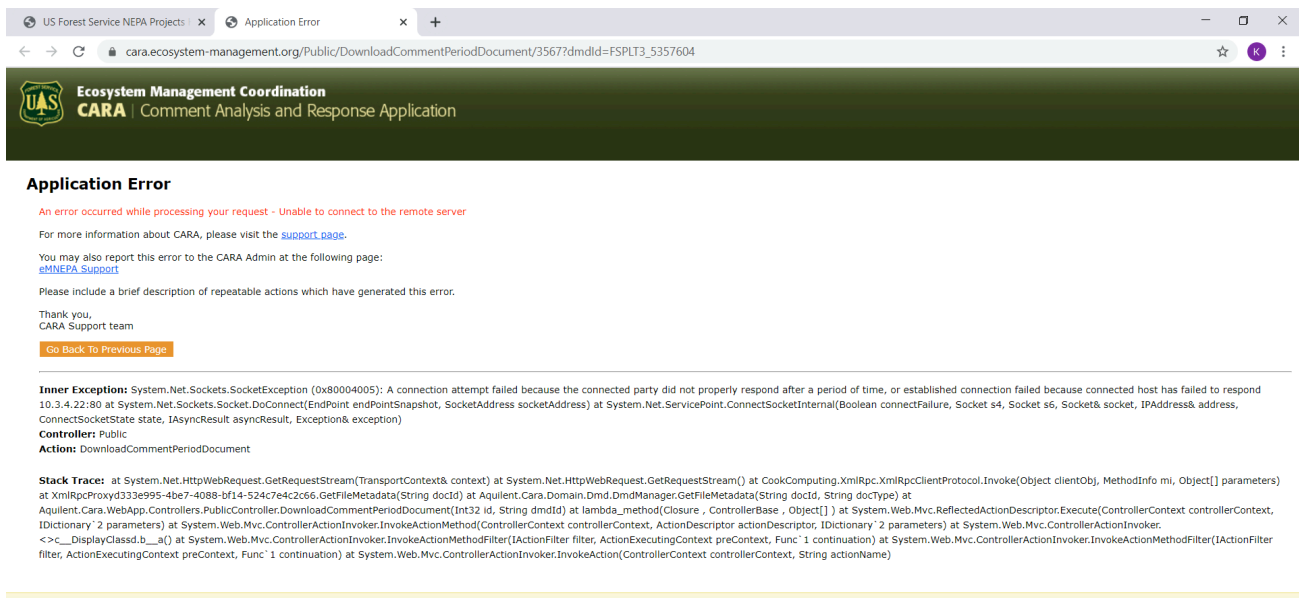 US Forest Service NEPA Projects
Application Error
cara.ecosystem-management.org/Public/DownloadCommentPeriodDocument/3567?dmdId=FSPLT3_5357604
K
FOREST SERVICE
UAS
DEPARTMENT OF AGRICULTURE
Ecosystem Management Coordination
CARA | Comment Analysis and Response Application
Application Error
An error occurred while processing your request - Unable to connect to the remote server
For more information about CARA, please visit the support page.
You may also report this error to the CARA Admin at the following page:
eMNEPA Support
Please include a brief description of repeatable actions which have generated this error.
Thank you,
CARA Support team
Go Back To Previous Page
Inner Exception: System.Net.Sockets.SocketException (0x80004005): A connection attempt failed because the connected party did not properly respond after a period of time, or established connection failed because connected host has failed to respond
10.3.4.22:80 at System.Net.Sockets.Socket.DoConnect(EndPoint endPointSnapshot, SocketAddress socketAddress) at System.Net.ServicePoint.ConnectSocketInternal(Boolean connectFailure, Socket s4, Socket s6, Socket& socket, IPAddress& address,
ConnectSocketState state, IAsyncResult asyncResult, Exception& exception)
Controller: Public
Action: DownloadCommentPeriodDocument
Stack Trace: at System.Net.HttpWebRequest.GetRequestStream(TransportContext& context) at System.Net.HttpWebRequest.GetRequestStream() at CookComputing.XmlRpc.XmlRpcClientProtocol.Invoke(Object clientObj, MethodInfo mi, Object[] parameters)
at XmlRpcProxyd333e995-4be7-4088-bf14-524c7e4c2c66.GetFileMetadata(String docId) at Aquilent.Cara.Domain.Dmd.DmdManager.GetFileMetadata(String docId, String docType) at
Aquilent.Cara.WebApp.Controllers.PublicController.DownloadCommentPeriodDocument(Int32 id, String dmdId) at lambda_method(Closure , ControllerBase , Object[] ) at System.Web.Mvc.ReflectedActionDescriptor.Execute(ControllerContext controllerContext,
IDictionary`2 parameters) at System.Web.Mvc.ControllerActionInvoker.InvokeActionMethod(ControllerContext controllerContext, ActionDescriptor actionDescriptor, IDictionary`2 parameters) at System.Web.Mvc.ControllerActionInvoker.
<>c__DisplayClassd.b__a() at System.Web.Mvc.ControllerActionInvoker.InvokeActionMethodFilter(IActionFilter filter, ActionExecutingContext preContext, Func`1 continuation) at System.Web.Mvc.ControllerActionInvoker.InvokeActionMethodFilter(IActionFilter
filter, ActionExecutingContext preContext, Func`1 continuation) at System.Web.Mvc.ControllerActionInvoker.InvokeAction(ControllerContext controllerContext, String actionName)